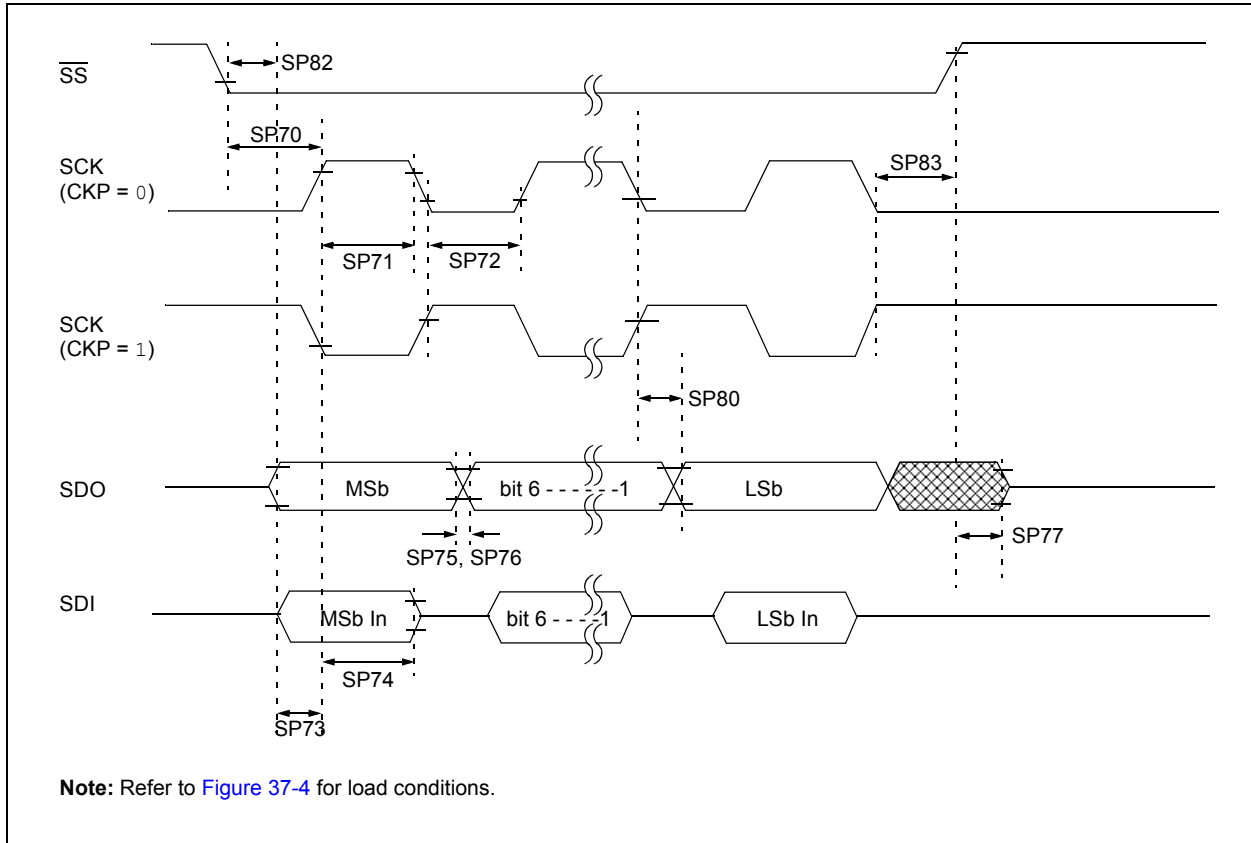 SS
SP82
SP70
SCK
(CKP = 0)
SP83
SP71
SP72
SCK
(CKP = 1)
SP80
SDO
MSb
bit 6 - - - - - -1
LSb
SP75, SP76
SP77
SDI
MSb In
bit 6 - - - -1
LSb In
SP74
SP73
Note: Refer to Figure 37-4 for load conditions.